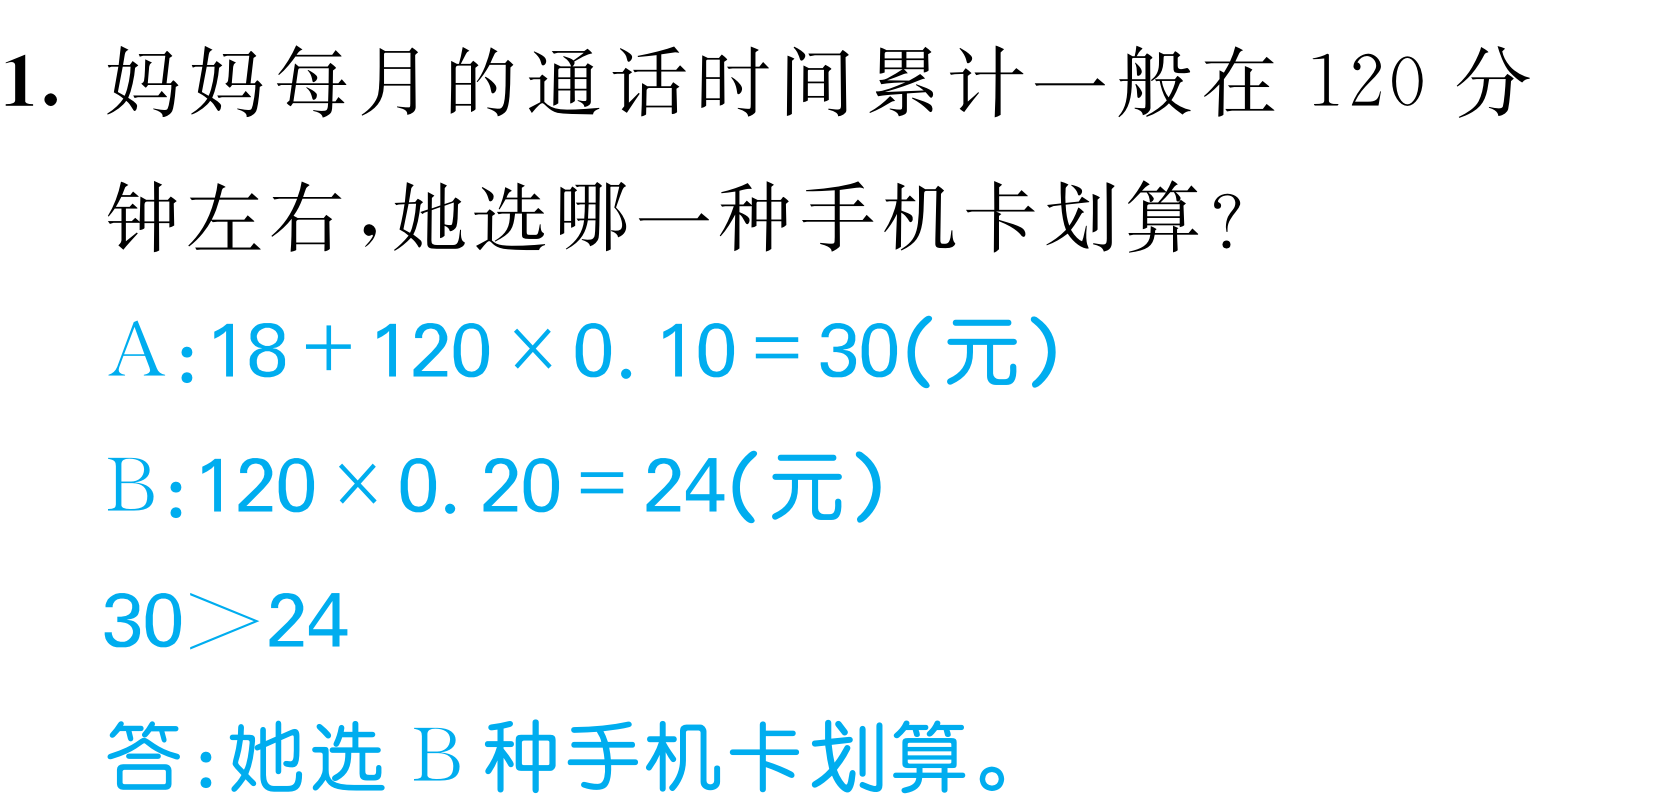 1. 妈妈每月的通话时间累计一般在 120 分
钟左右,她选哪一种手机卡划算?
A:18+120×0.10=30(元)
B:120×0.20=24(元)
30>24
答:她选 B 种手机卡划算。